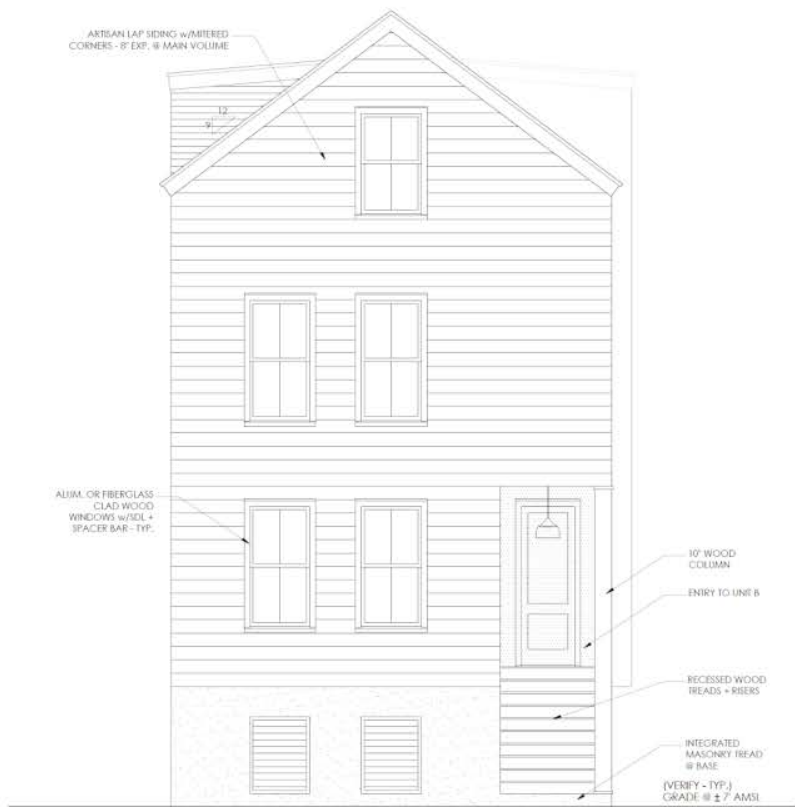 ARTISAN LAP SIDING w/MITERED
CORNERS - 8" EXP. @ MAIN VOLUME
12
9
ALUM. OR FIBERGLASS
CLAD WOOD
WINDOWS w/SDL +
SPACER BAR - TYP.
10" WOOD
COLUMN
ENTRY TO UNIT B
RECESSED WOOD
TREADS + RISERS
INTEGRATED
MASONRY TREAD
@ BASE
(VERIFY - TYP.)
GRADE @ ± 7' AMSL